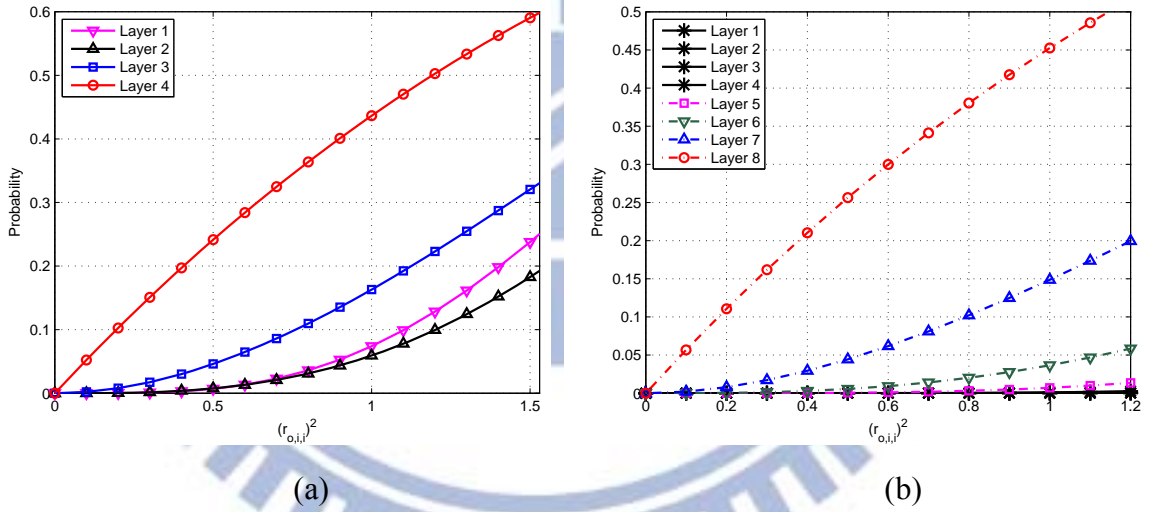 0.6
0.5
0.4
0.3
0.2
0.1
0
0
0.5
1
1.5
Probability
(r_{o,i,i})^2
Layer 1
Layer 2
Layer 3
Layer 4
(a)
0.5
0.45
0.4
0.35
0.3
0.25
0.2
0.15
0.1
0.05
0
0
0.2
0.4
0.6
0.8
1
1.2
Probability
(r_{o,i,i})^2
Layer 1
Layer 2
Layer 3
Layer 4
Layer 5
Layer 6
Layer 7
Layer 8
(b)